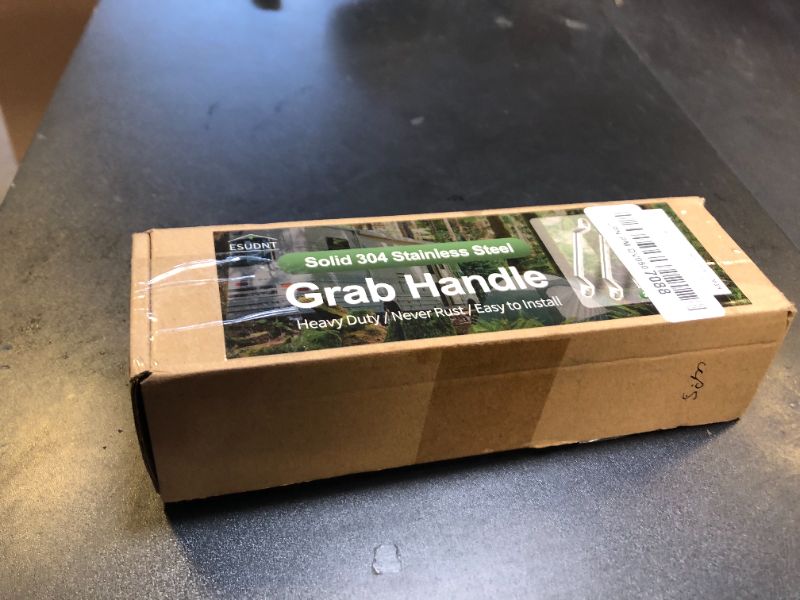 ESUDNT
Solid 304 Stainless Steel
Grab Handle
Heavy Duty / Never Rust / Easy to Install